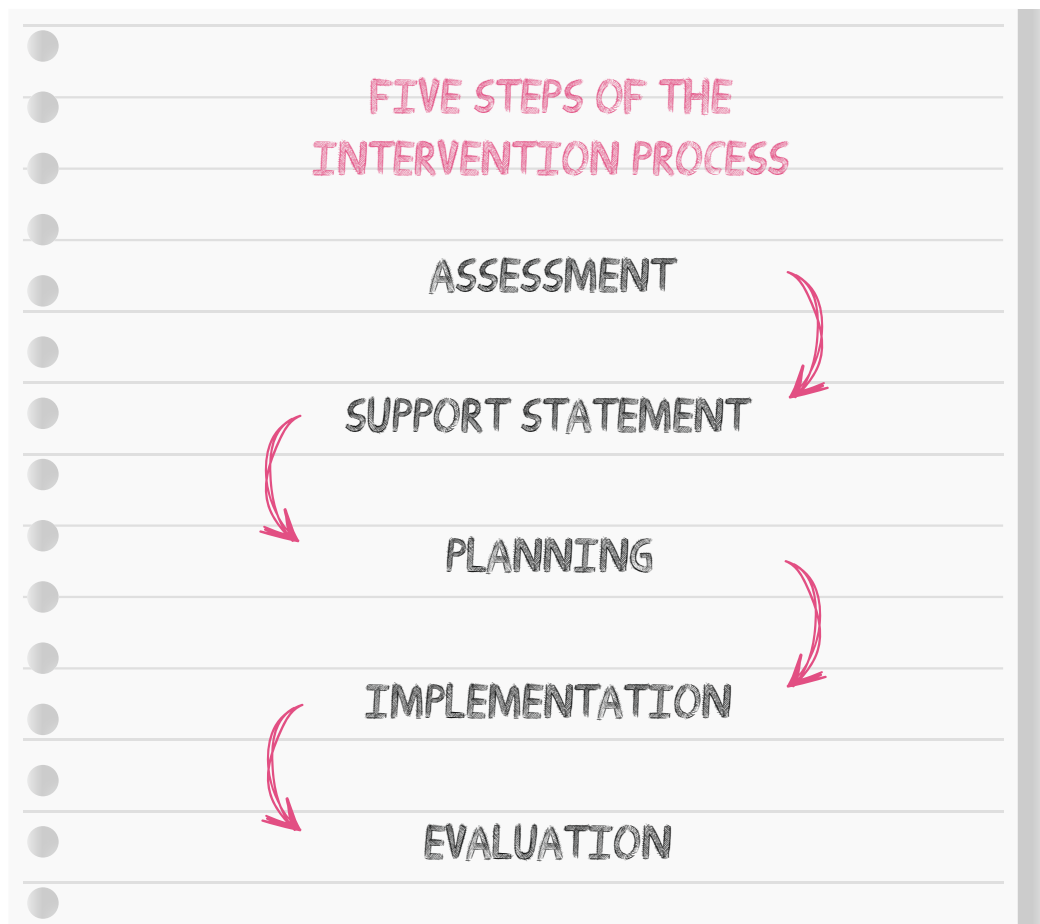 FIVE STEPS OF THE
INTERVENTION PROCESS
ASSESSMENT
SUPPORT STATEMENT
PLANNING
IMPLEMENTATION
EVALUATION